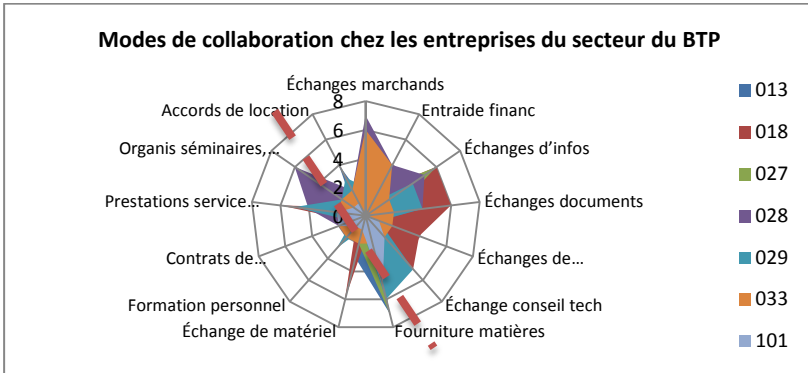 Modes de collaboration chez les entreprises du secteur du BTP
Échanges marchands
Entraide financ
Échanges d’infos
Échanges documents
Échanges de…
Échange conseil tech
Fourniture matières
Échange de matériel
Formation personnel
Contrats de…
Prestations service…
Organis séminaires,…
Accords de location
8
6
4
2
0
013
018
027
028
029
033
101